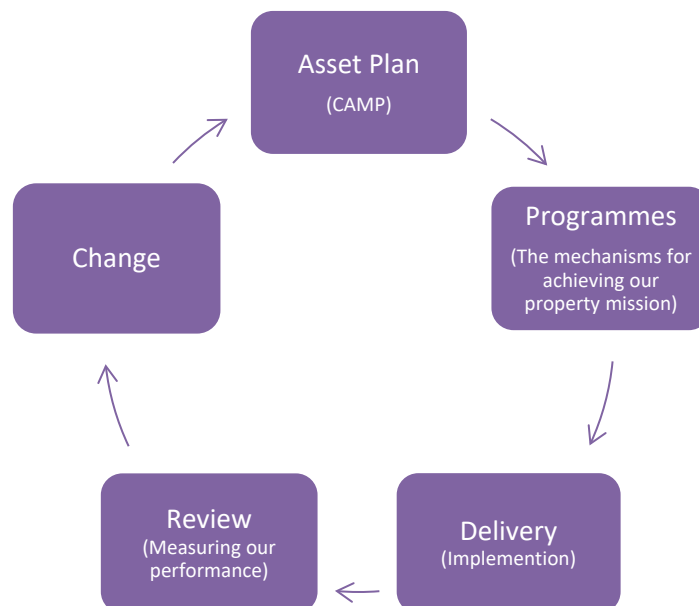 Asset Plan
(CAMP)
Programmes
(The mechanisms for
achieving our
property mission)
Delivery
(Implemention)
Review
(Measuring our
performance)
Change